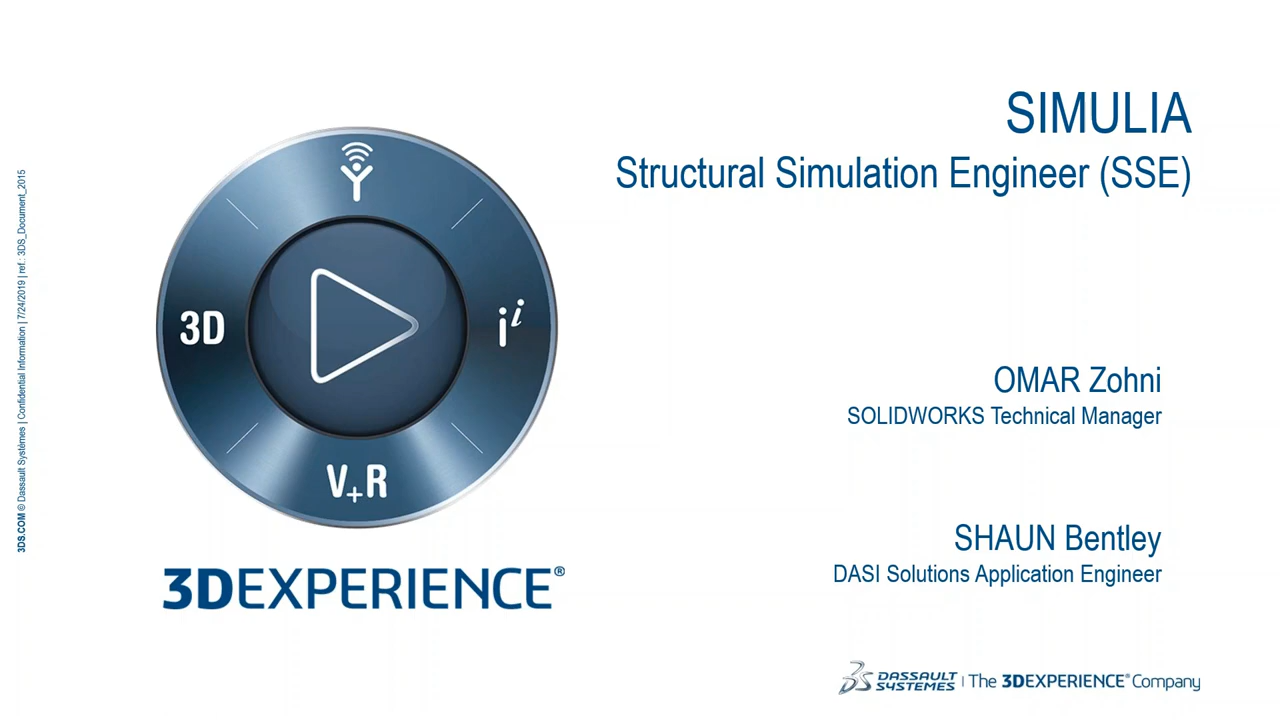 SIMULIA
Structural Simulation Engineer (SSE)
3D
i i
V+R
3DEXPERIENCE®
OMAR Zohni
SOLIDWORKS Technical Manager
SHAUN Bentley
DASI Solutions Application Engineer
DASSAULT SYSTEMES | The 3DEXPERIENCE® Company
3DS.COM © Dassault Systèmes | Confidential Information | 7/24/2019 | ref.: 3DS_Document_2015